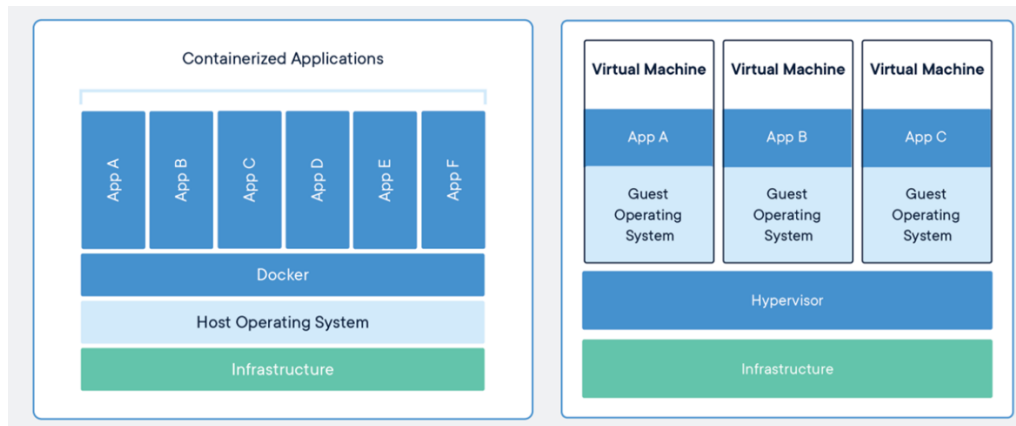 Containerized Applications
App A
App B
App C
App D
App E
App F
Docker
Host Operating System
Infrastructure
Virtual Machine
App A
Guest
Operating
System
Virtual Machine
App B
Guest
Operating
System
Virtual Machine
App C
Guest
Operating
System
Hypervisor
Infrastructure